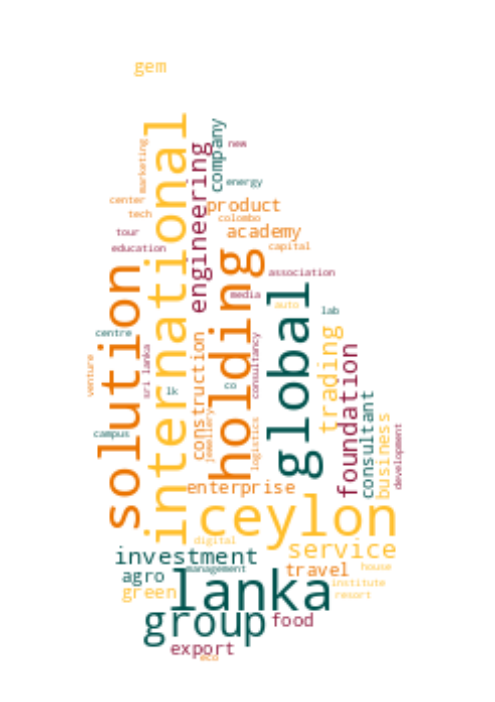 gem
international
company
engineering
new
marketing
energy
center
product
tech
colombo
tour
academy
education
capital
holding
solution
association
global
media
auto
lab
centre
trading
construction
consultancy
sri lanka
foundation
venture
lk
co
consultant
jewellery
business
logistics
development
campus
enterprise
ceylon
digital
service
investment
management
travel
house
agro
lanka
institute
green
resort
group
food
export
eco